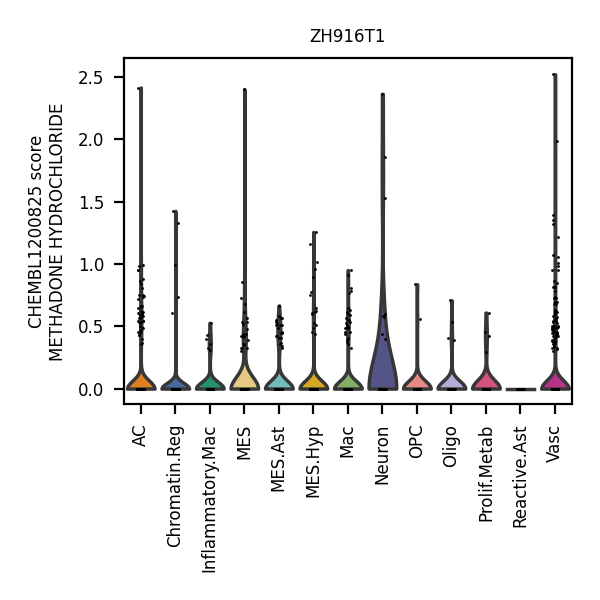 ZH916T1
CHEMBL1200825 score
METHADONE HYDROCHLORIDE
2.5
2.0
1.5
1.0
0.5
0.0
AC
Chromatin.Reg
Inflammatory.Mac
MES
MES.Ast
MES.Hyp
Mac
Neuron
OPC
Oligo
Prolif.Metab
Reactive.Ast
Vasc